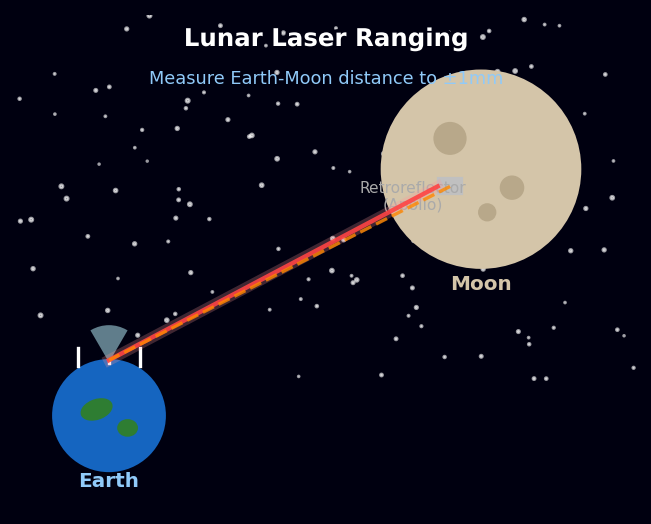 Lunar Laser Ranging
Measure Earth-Moon distance to ±1mm
Retroreflector
(Apollo)
Moon
Earth